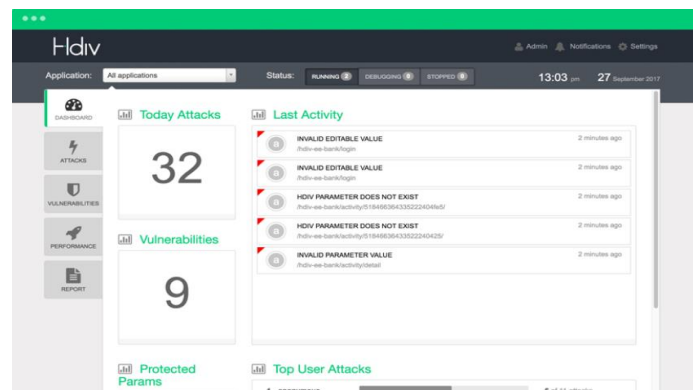 Hdiv
Admin Notifications Settings
Application: All applications Status: RUNNING 2 DEBUGGING 0 STOPPED 0 13:03 pm 27 September 2017
DASHBOARD
ATTACKS
VULNERABILITIES
PERFORMANCE
REPORT
Today Attacks
32
Vulnerabilities
9
Protected
Params
Last Activity
a INVALID EDITABLE VALUE 2 minutes ago
/hdiv-ee-bank/login
a INVALID EDITABLE VALUE 2 minutes ago
/hdiv-ee-bank/login
a HDIV PARAMETER DOES NOT EXIST 2 minutes ago
a HDIV PARAMETER DOES NOT EXIST 2 minutes ago
a INVALID PARAMETER VALUE 2 minutes ago
/hdiv-ee-bank/activity/detail
Top User Attacks